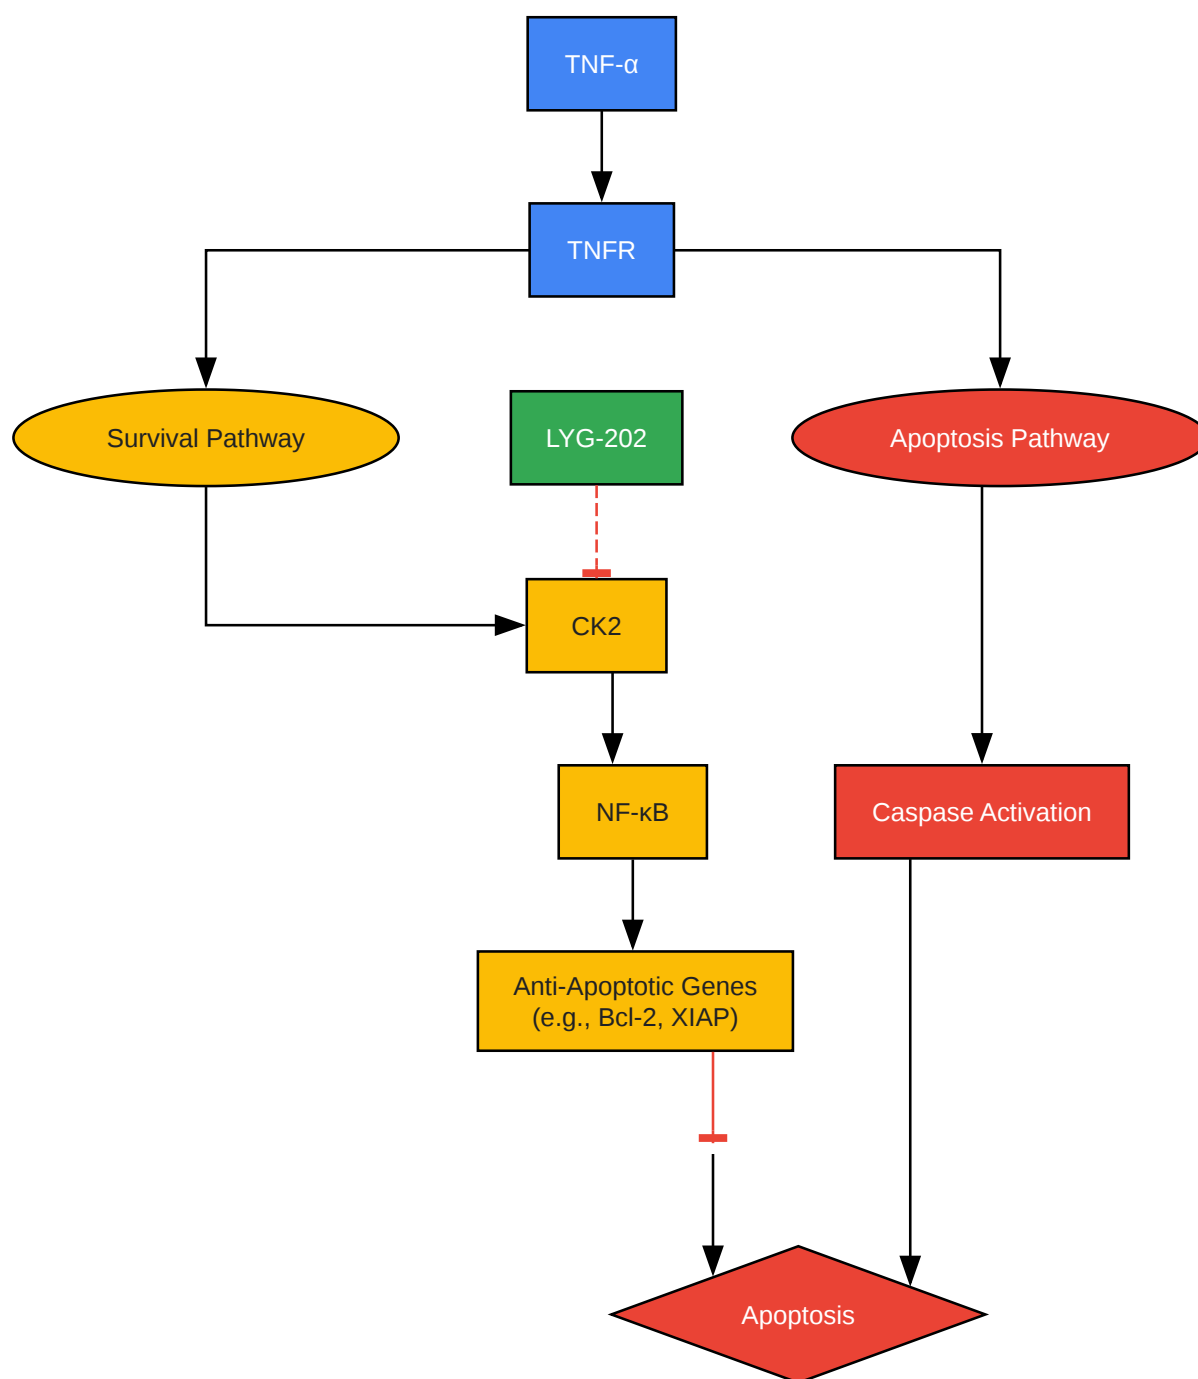 TNF-α
TNFR
Survival Pathway
LYG-202
Apoptosis Pathway
CK2
NF-κB
Caspase Activation
Anti-Apoptotic Genes
(e.g., Bcl-2, XIAP)
Apoptosis